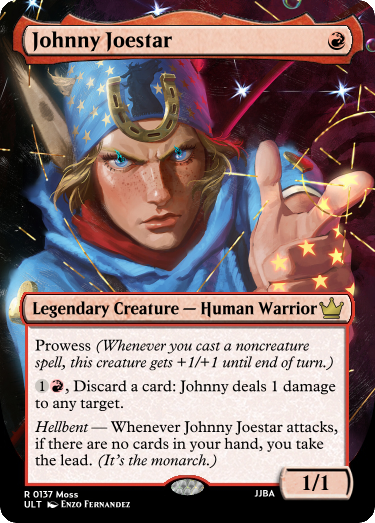 Johnny Joestar
Legendary Creature — Human Warrior
Prowess (Whenever you cast a noncreature
spell, this creature gets +1/+1 until end of turn.)
1, Discard a card: Johnny deals 1 damage
to any target.
Hellbent — Whenever Johnny Joestar attacks,
if there are no cards in your hand, you take
the lead. (It's the monarch.)
1/1
R 0137 Moss
ULT Enzo Fernandez
JJBA